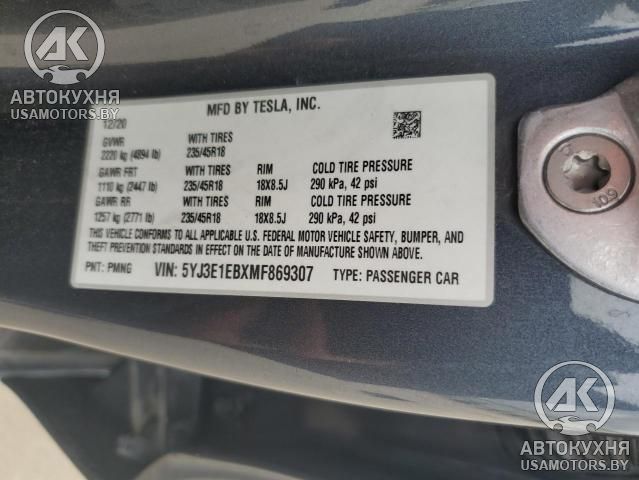 AK
АВТОКУХНЯ
USAMOTORS.BY
MFD BY TESLA, INC.
12/20
GVWR WITH TIRES
2220 kg (4894 lb) 235/45R18
GAWR FRT WITH TIRES RIM COLD TIRE PRESSURE
1110 kg (2447 lb) 235/45R18 18X8.5J 290 kPa, 42 psi
GAWR RR WITH TIRES RIM COLD TIRE PRESSURE
1257 kg (2771 lb) 235/45R18 18X8.5J 290 kPa, 42 psi
THIS VEHICLE CONFORMS TO ALL APPLICABLE U.S. FEDERAL MOTOR VEHICLE SAFETY, BUMPER, AND
THEFT PREVENTION STANDARDS IN EFFECT ON THE DATE OF MANUFACTURE SHOWN ABOVE.
PNT: PMNG VIN: 5YJ3E1EBXMF869307 TYPE: PASSENGER CAR
AK
АВТОКУХНЯ
USAMOTORS.BY